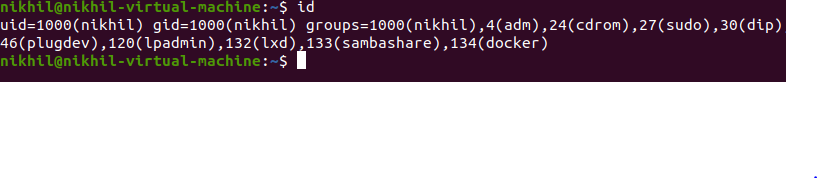 nikhil@nikhil-virtual-machine:~$ id
uid=1000(nikhil) gid=1000(nikhil) groups=1000(nikhil),4(adm),24(cdrom),27(sudo),30(dip)
46(plugdev),120(lpadmin),132(lxd),133(sambashare),134(docker)
nikhil@nikhil-virtual-machine:~$